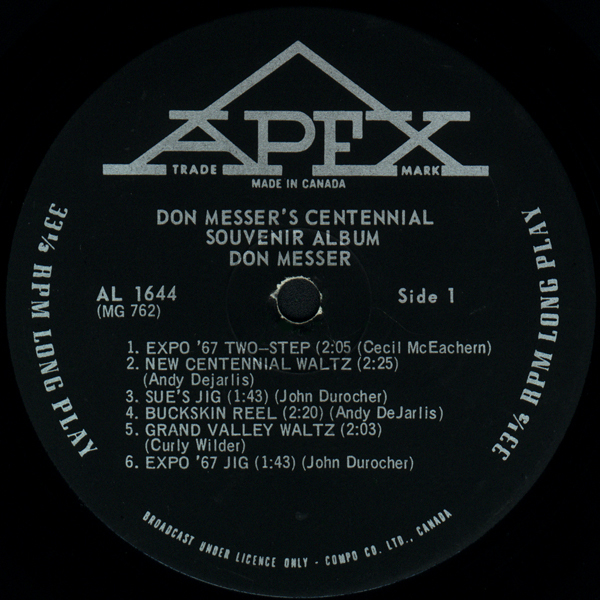 APEX
TRADE MARK
MADE IN CANADA
DON MESSER'S CENTENNIAL
SOUVENIR ALBUM
DON MESSER
AL 1644 Side 1
(MG 762)
1. EXPO '67 TWO-STEP (2:05 (Cecil McEachern)
2. NEW CENTENNIAL WALTZ (2:25)
(Andy Dejarlis)
3. SUE'S JIG (1:43) (John Durocher)
4. BUCKSKIN REEL (2:20) (Andy DeJarlis)
5. GRAND VALLEY WALTZ (2:03)
(Curly Wilder)
6. EXPO '67 JIG (1:43) (John Durocher)
33⅓ RPM LONG PLAY
33⅓ RPM LONG PLAY
BROADCAST UNDER LICENCE ONLY - COMPO CO. LTD., CANADA